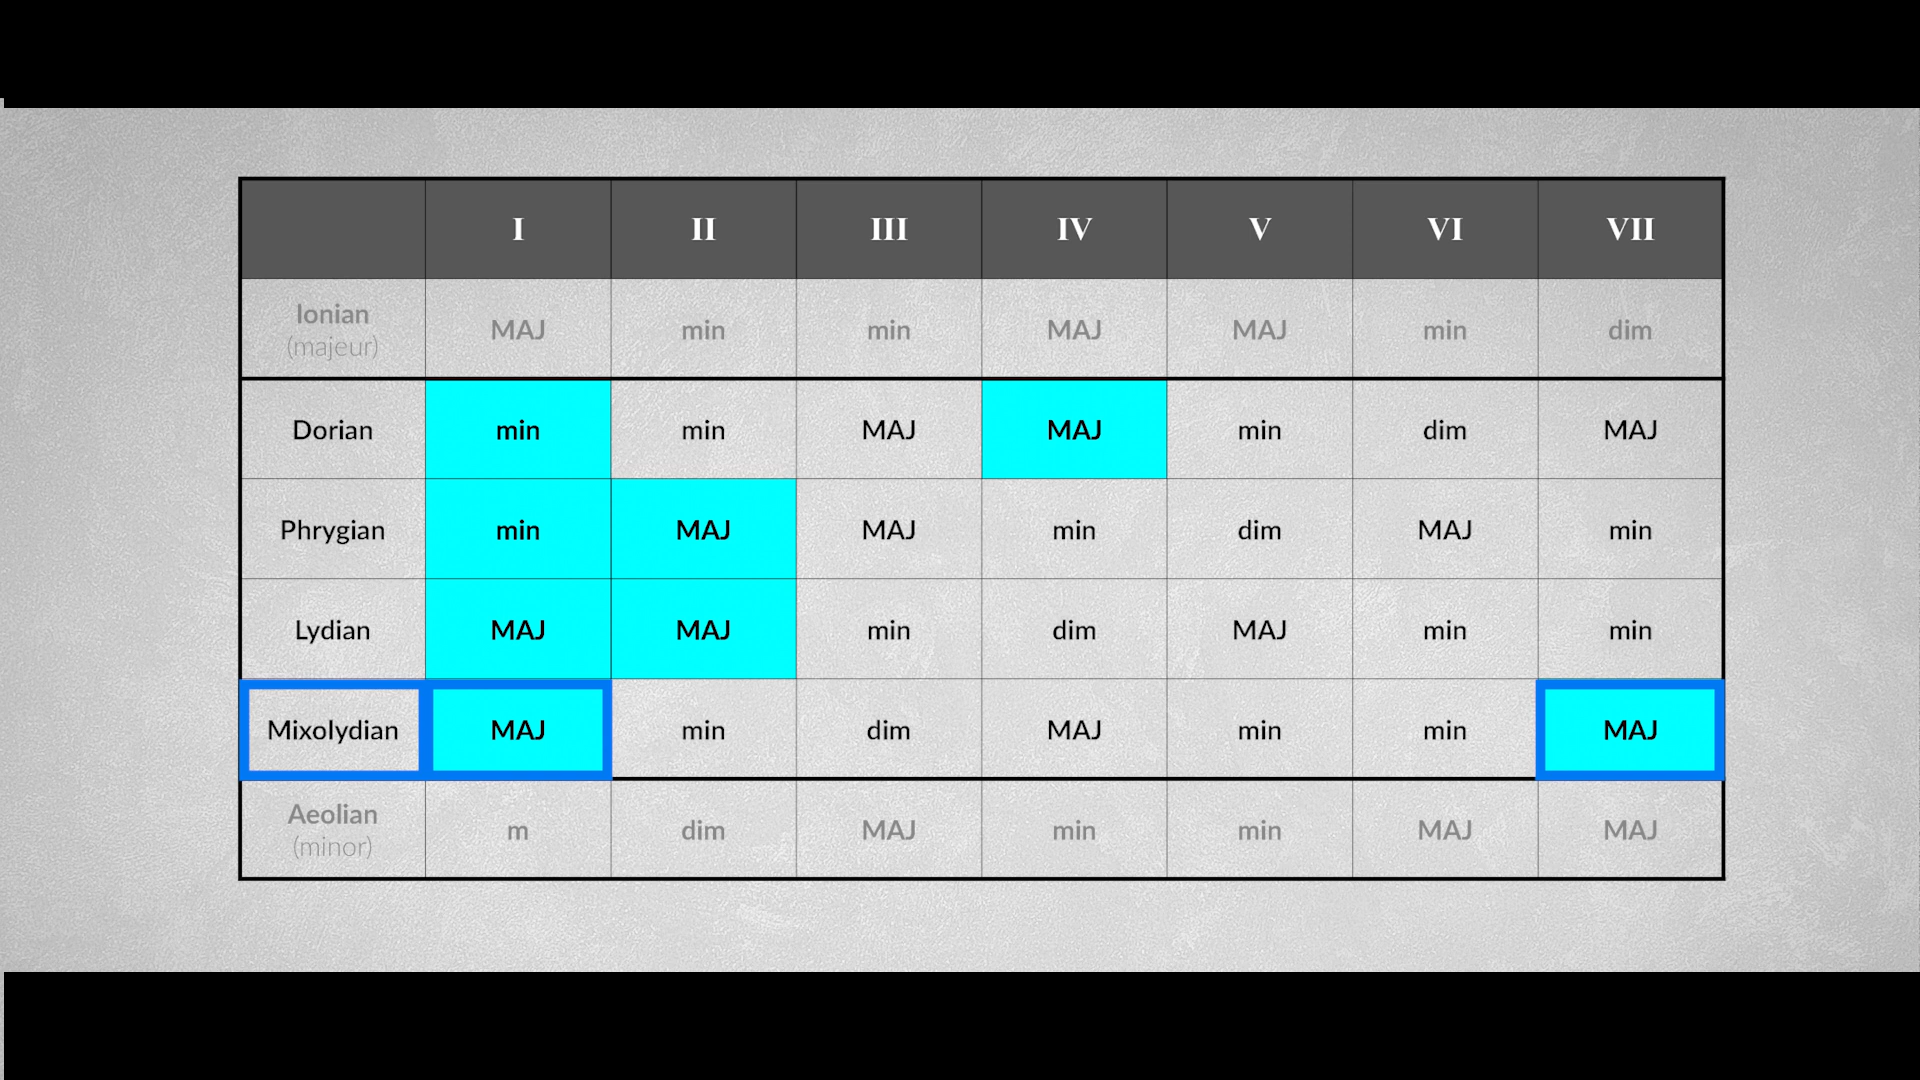 I II III IV V VI VII
Ionian
(majeur)
MAJ min min MAJ MAJ min dim
Dorian min min MAJ MAJ min dim MAJ
Phrygian min MAJ MAJ min dim MAJ min
Lydian MAJ MAJ min dim MAJ min min
Mixolydian MAJ min dim MAJ min min MAJ
Aeolian
(minor)
m dim MAJ min min MAJ MAJ